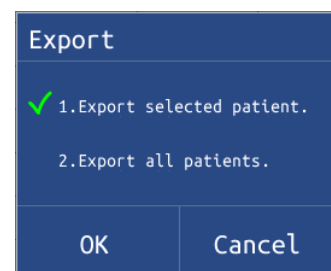 Export
1.Export selected patient.
2.Export all patients.
OK
Cancel